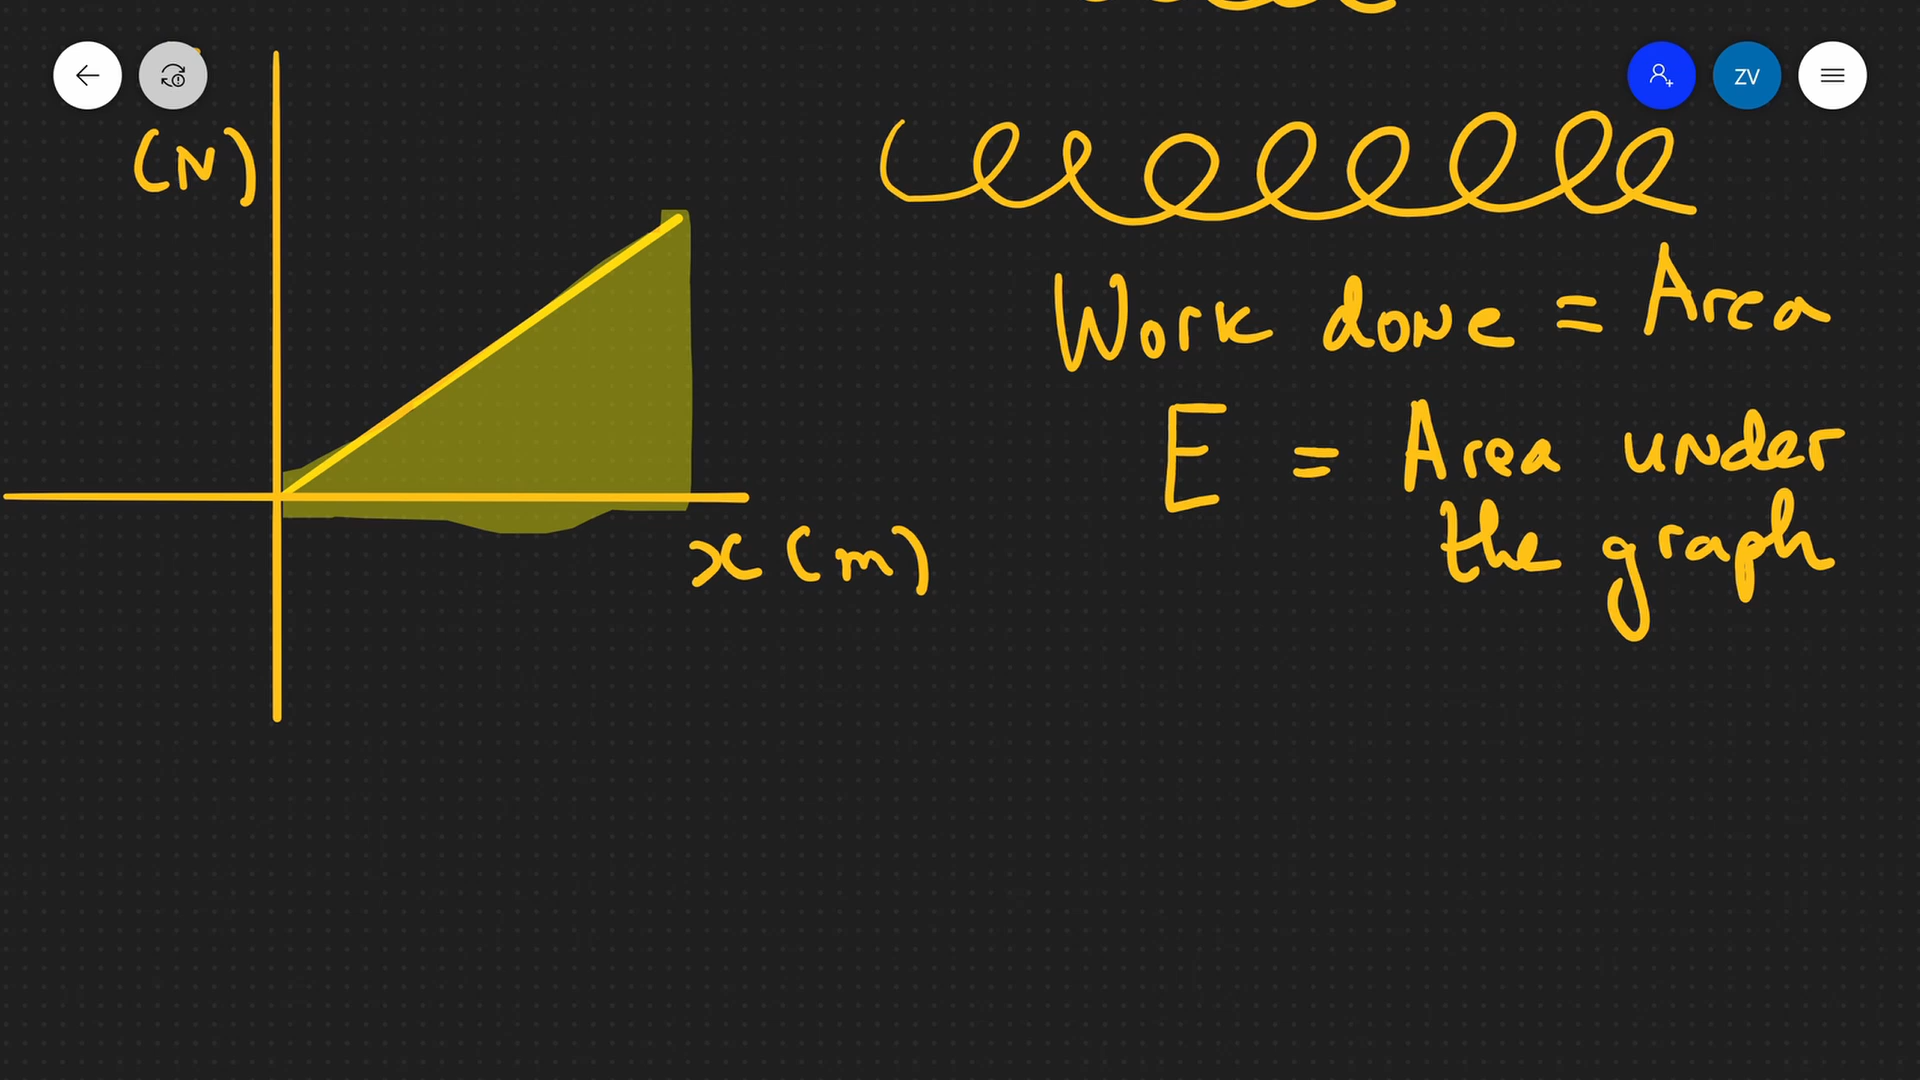 ZV
(N)
Work done = Area
E = Area under
the graph
x (m)